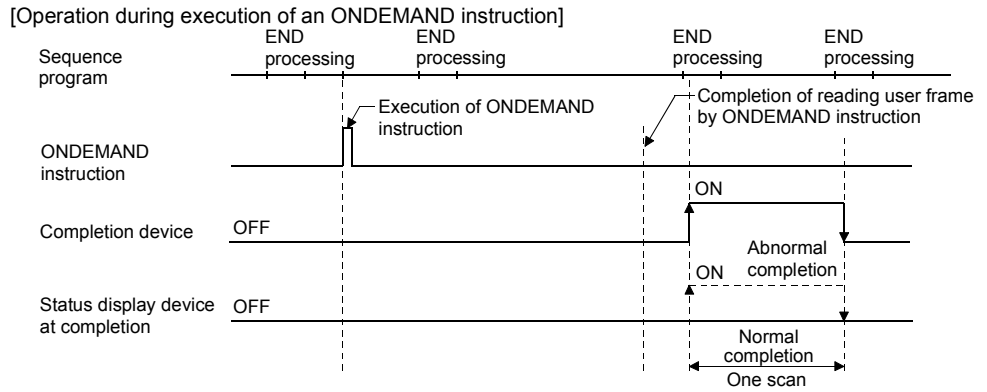 [Operation during execution of an ONDEMAND instruction]
END
processing
END
processing
END
processing
END
processing
Sequence
program
Execution of ONDEMAND
instruction
Completion of reading user frame
by ONDEMAND instruction
ONDEMAND
instruction
ON
Completion device
OFF
Abnormal
completion
ON
Status display device
at completion
OFF
Normal
completion
One scan